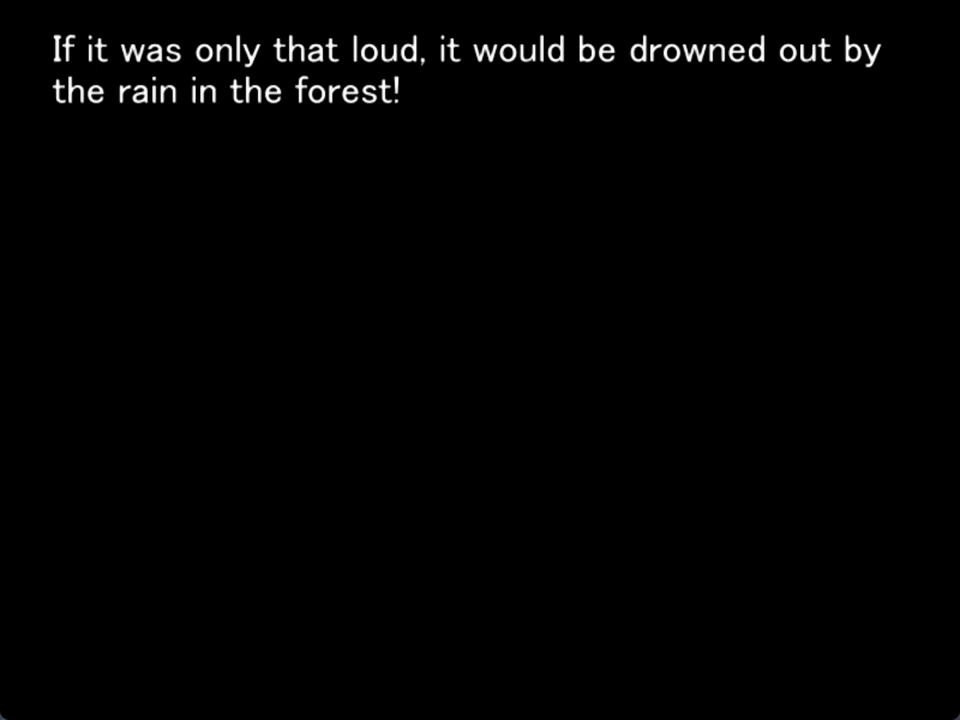 If it was only that loud, it would be drowned out by
the rain in the forest!